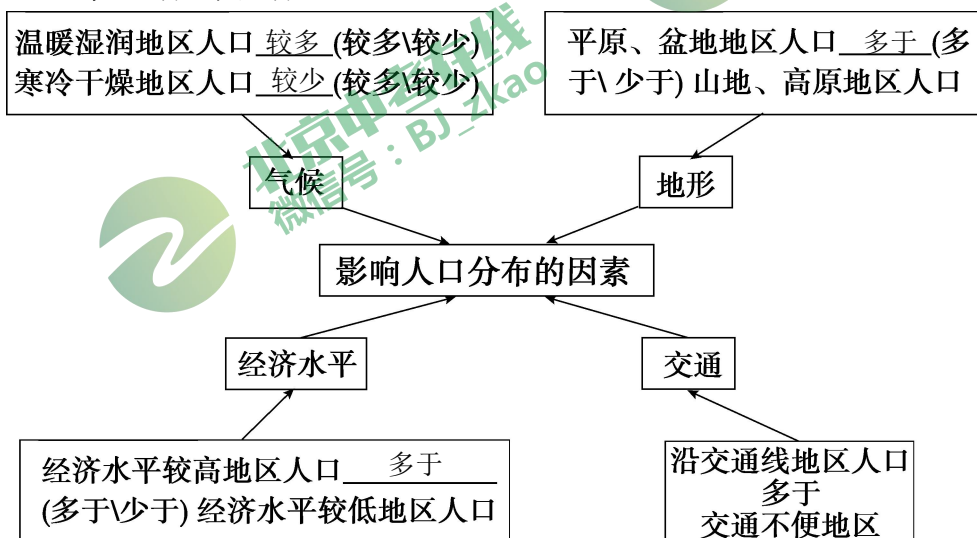 温暖湿润地区人口 较多 (较多\较少)
寒冷干燥地区人口 较少 (较多\较少)
平原、盆地地区人口 多于 (多
于\ 少于) 山地、高原地区人口
北京中考在线
微信号：BJ_zkao
气候
地形
影响人口分布的因素
经济水平
交通
经济水平较高地区人口 多于
(多于\少于) 经济水平较低地区人口
沿交通线地区人口
多于
交通不便地区